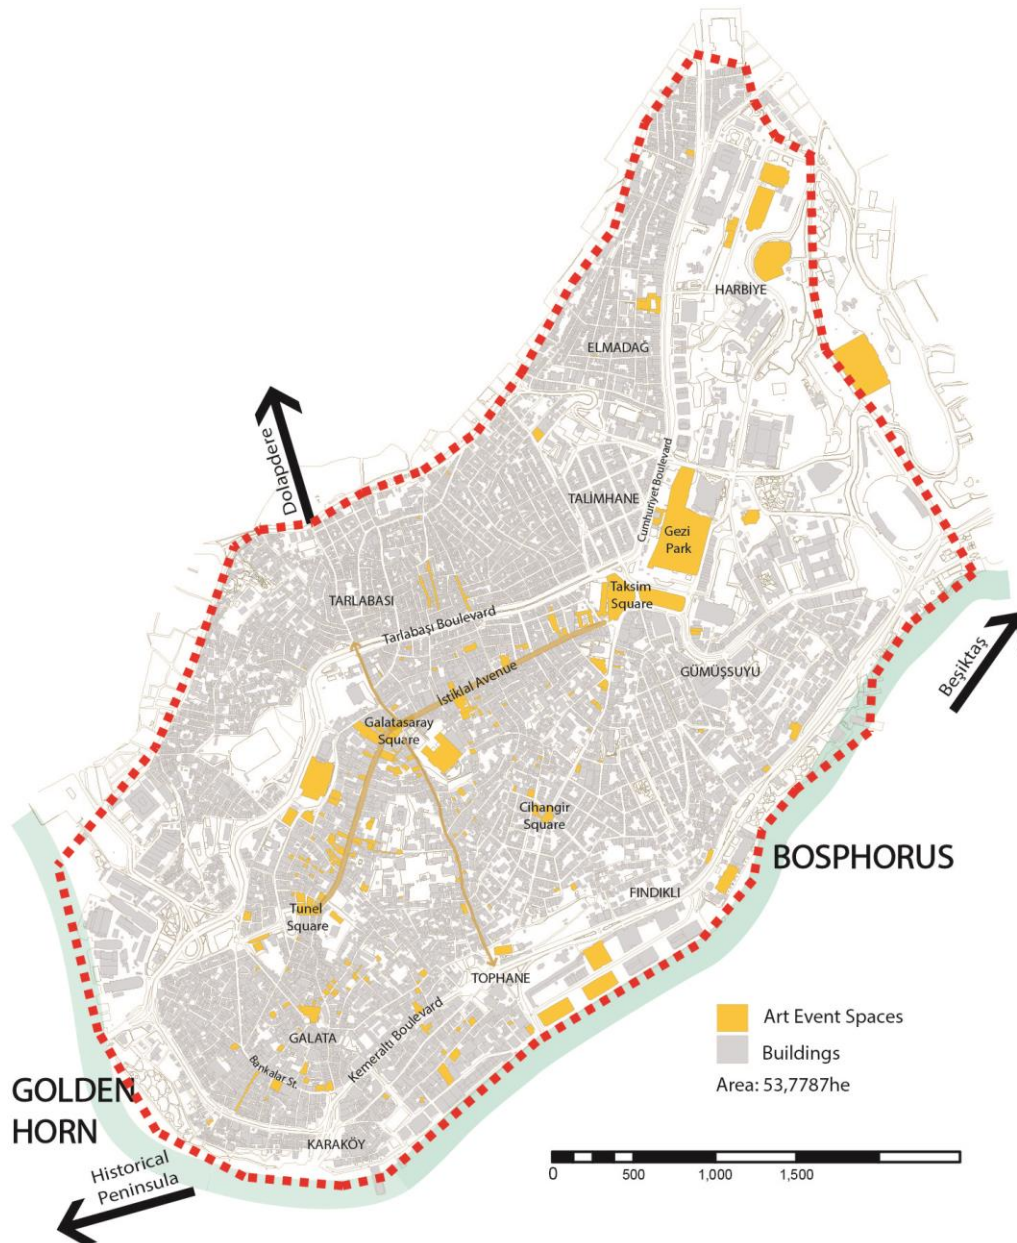 HARBİYE
ELMADAĞ
Dolapdere
Cumhuriyet Boulevard
TALİMHANE
Gezi
Park
Taksim
Square
TARLABASI
Tarlabaşı Boulevard
Beşiktaş
GÜMÜŞSUYU
İstiklal Avenue
Galatasaray
Square
Cihangir
Square
BOSPHORUS
FINDIKLI
Tunel
Square
TOPHANE
Art Event Spaces
GALATA
Kemeraltı Boulevard
Buildings
Bankalar St.
Area: 53,7787he
GOLDEN
HORN
KARAKÖY
Historical
Peninsula
0 500 1,000 1,500